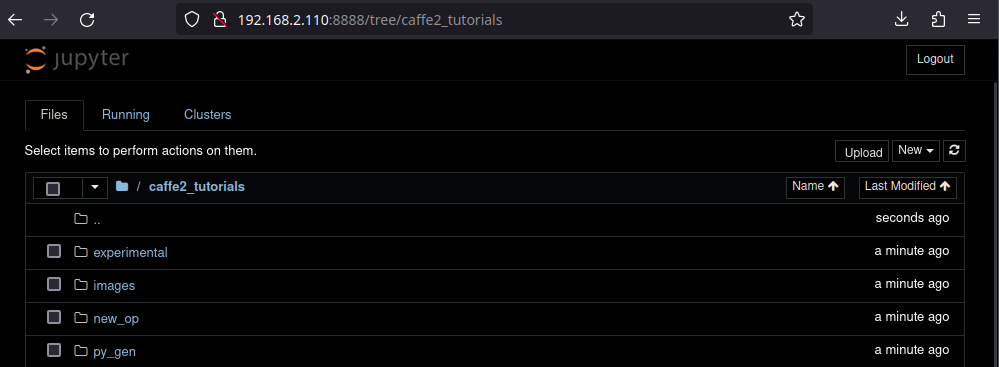 192.168.2.110:8888/tree/caffe2_tutorials
jupyter
Logout
Files Running Clusters
Select items to perform actions on them.
Upload New
/ caffe2_tutorials Name Last Modified
.. seconds ago
experimental a minute ago
images a minute ago
new_op a minute ago
py_gen a minute ago